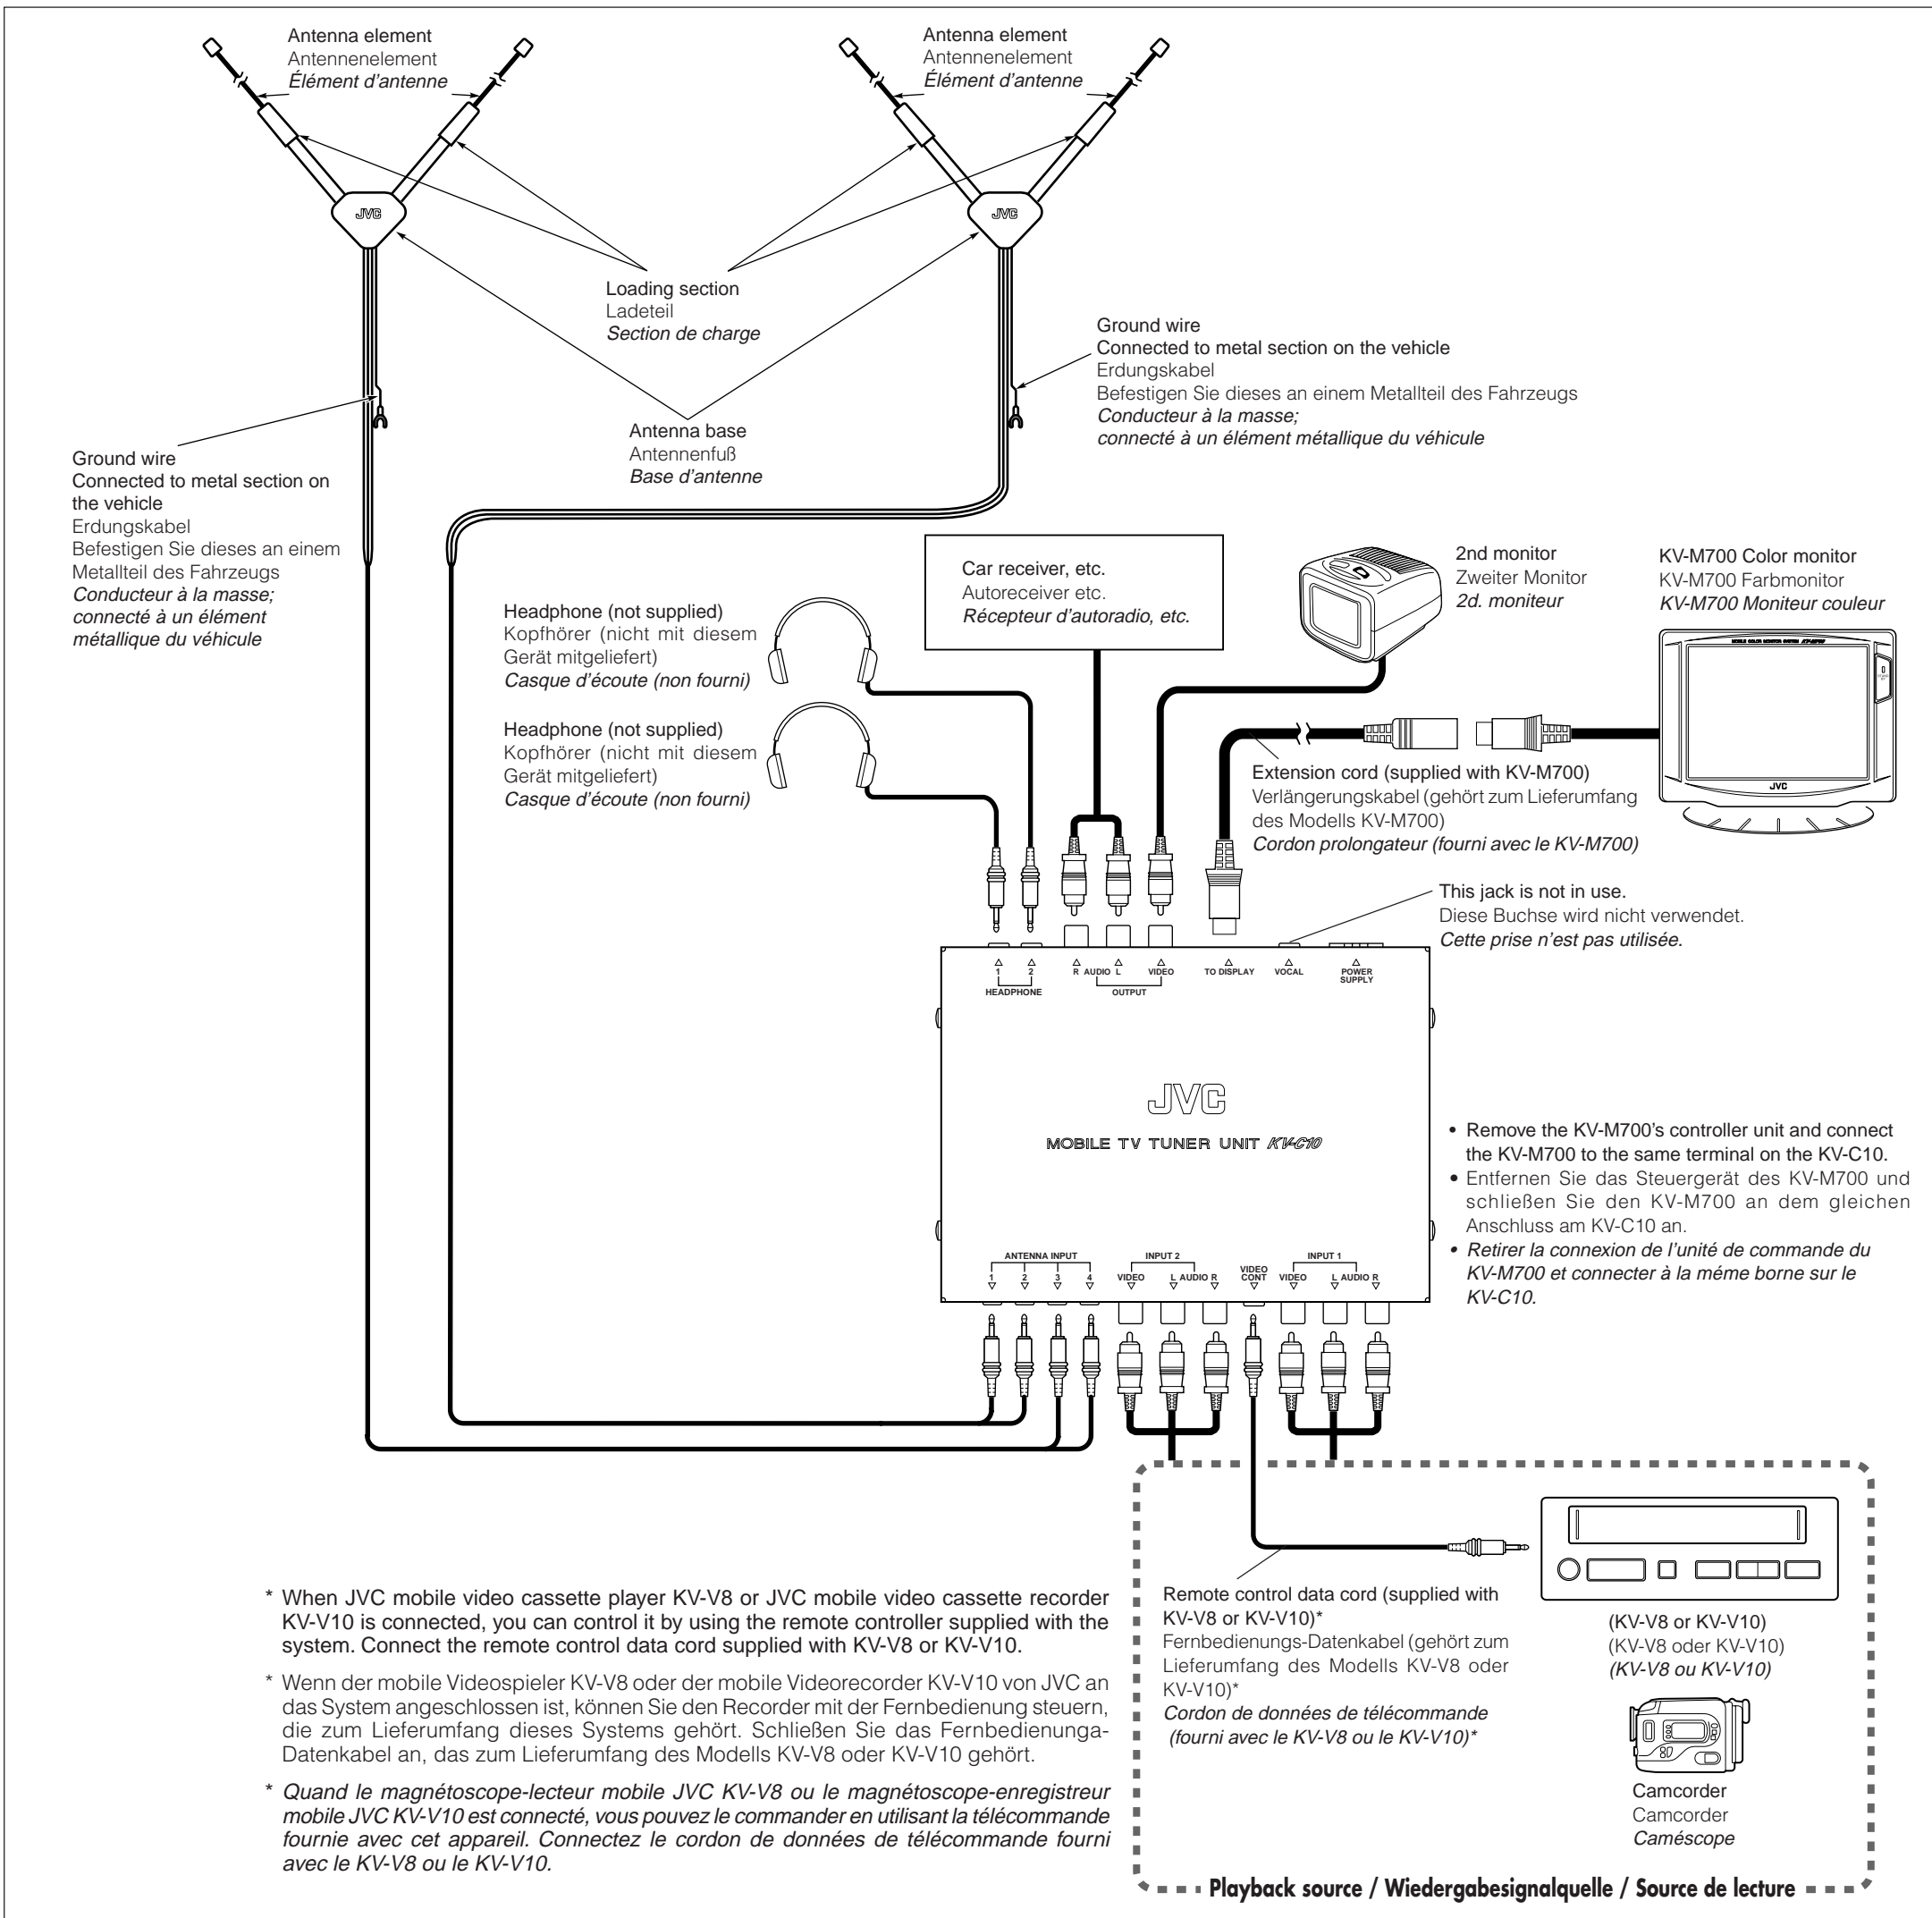 Antenna element
Antennenelement
Élément d'antenne
Antenna element
Antennenelement
Élément d'antenne
JVC
JVC
Loading section
Ladeteil
Section de charge
Ground wire
Connected to metal section on the vehicle
Erdungskabel
Befestigen Sie dieses an einem Metallteil des Fahrzeugs
Conducteur à la masse;
connecté à un élément métallique du véhicule
Antenna base
Antennenfuß
Base d'antenne
Ground wire
Connected to metal section on
the vehicle
Erdungskabel
Befestigen Sie dieses an einem
Metallteil des Fahrzeugs
Conducteur à la masse;
connecté à un élément
métallique du véhicule
Car receiver, etc.
Autoreceiver etc.
Récepteur d'autoradio, etc.
2nd monitor
Zweiter Monitor
2d. moniteur
KV-M700 Color monitor
KV-M700 Farbmonitor
KV-M700 Moniteur couleur
Headphone (not supplied)
Kopfhörer (nicht mit diesem
Gerät mitgeliefert)
Casque d'écoute (non fourni)
Headphone (not supplied)
Kopfhörer (nicht mit diesem
Gerät mitgeliefert)
Casque d'écoute (non fourni)
MOBILE COLOR MONITOR SYSTEM
JVC
Extension cord (supplied with KV-M700)
Verlängerungskabel (gehört zum Lieferumfang
des Modells KV-M700)
Cordon prolongateur (fourni avec le KV-M700)
This jack is not in use.
Diese Buchse wird nicht verwendet.
Cette prise n'est pas utilisée.
1 2 R AUDIO L VIDEO TO DISPLAY VOCAL POWER
SUPPLY
HEADPHONE OUTPUT
JVC
MOBILE TV TUNER UNIT KV-C10
• Remove the KV-M700's controller unit and connect
the KV-M700 to the same terminal on the KV-C10.
• Entfernen Sie das Steuergerät des KV-M700 und
schließen Sie den KV-M700 an dem gleichen
Anschluss am KV-C10 an.
• Retirer la connexion de l'unité de commande du
KV-M700 et connecter à la méme borne sur le
KV-C10.
ANTENNA INPUT INPUT 2 INPUT 1
1 2 3 4 VIDEO L AUDIO R VIDEO
CONT VIDEO L AUDIO R
Remote control data cord (supplied with
KV-V8 or KV-V10)*
Fernbedienungs-Datenkabel (gehört zum
Lieferumfang des Modells KV-V8 oder
KV-V10)*
Cordon de données de télécommande
(fourni avec le KV-V8 ou le KV-V10)*
(KV-V8 or KV-V10)
(KV-V8 oder KV-V10)
(KV-V8 ou KV-V10)
Camcorder
Camcorder
Caméscope
Playback source / Wiedergabesignalquelle / Source de lecture
* When JVC mobile video cassette player KV-V8 or JVC mobile video cassette recorder
KV-V10 is connected, you can control it by using the remote controller supplied with the
system. Connect the remote control data cord supplied with KV-V8 or KV-V10.
* Wenn der mobile Videospieler KV-V8 oder der mobile Videorecorder KV-V10 von JVC an
das System angeschlossen ist, können Sie den Recorder mit der Fernbedienung steuern,
die zum Lieferumfang dieses Systems gehört. Schließen Sie das Fernbedienunga-
Datenkabel an, das zum Lieferumfang des Modells KV-V8 oder KV-V10 gehört.
* Quand le magnétoscope-lecteur mobile JVC KV-V8 ou le magnétoscope-enregistreur
mobile JVC KV-V10 est connecté, vous pouvez le commander en utilisant la télécommande
fournie avec cet appareil. Connectez le cordon de données de télécommande fourni
avec le KV-V8 ou le KV-V10.